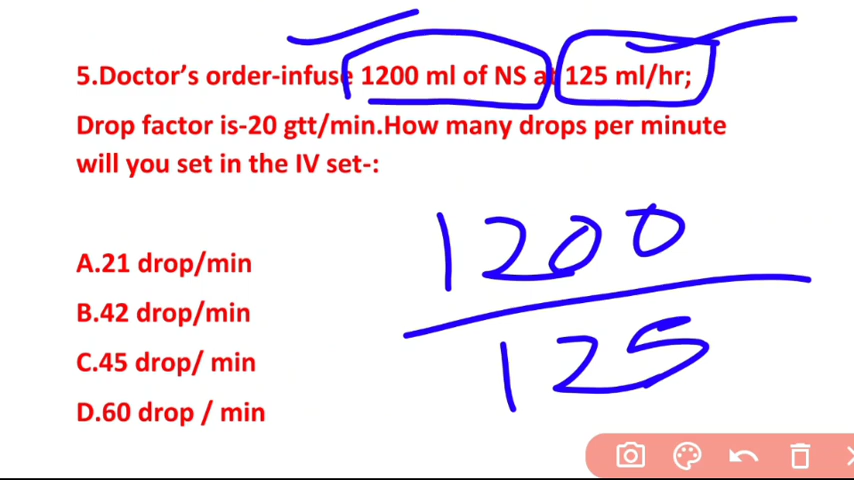 5.Doctor's order-infuse 1200 ml of NS at 125 ml/hr;
Drop factor is-20 gtt/min.How many drops per minute
will you set in the IV set-:
A.21 drop/min
B.42 drop/min
C.45 drop/ min
D.60 drop / min
1200
125